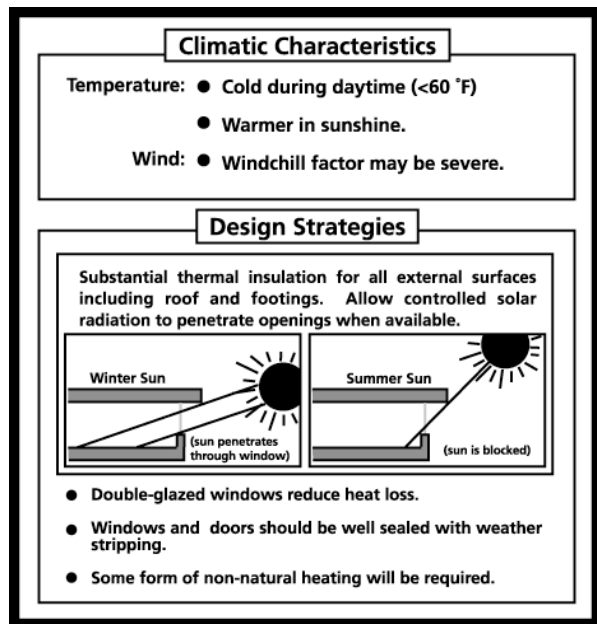 Climatic Characteristics
Temperature: ● Cold during daytime (<60 ˚F)
● Warmer in sunshine.
Wind: ● Windchill factor may be severe.
Design Strategies
Substantial thermal insulation for all external surfaces
including roof and footings. Allow controlled solar
radiation to penetrate openings when available.
Winter Sun
(sun penetrates
through window)
Summer Sun
(sun is blocked)
● Double-glazed windows reduce heat loss.
● Windows and doors should be well sealed with weather
stripping.
● Some form of non-natural heating will be required.